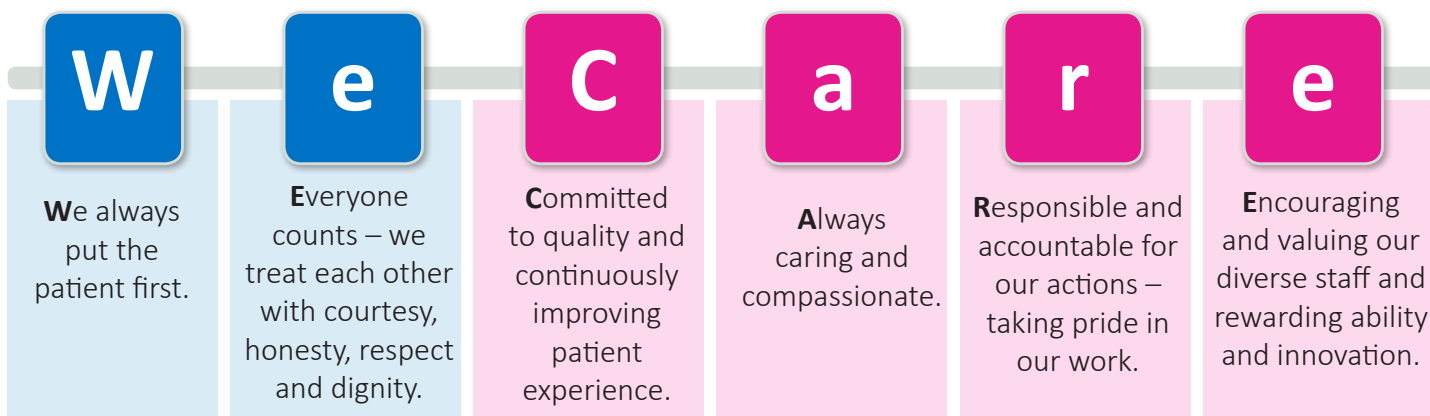 W
We always
put the
patient first.
e
Everyone
counts – we
treat each other
with courtesy,
honesty, respect
and dignity.
C
Committed
to quality and
continuously
improving
patient
experience.
a
Always
caring and
compassionate.
r
Responsible and
accountable for
our actions –
taking pride in
our work.
e
Encouraging
and valuing our
diverse staff and
rewarding ability
and innovation.